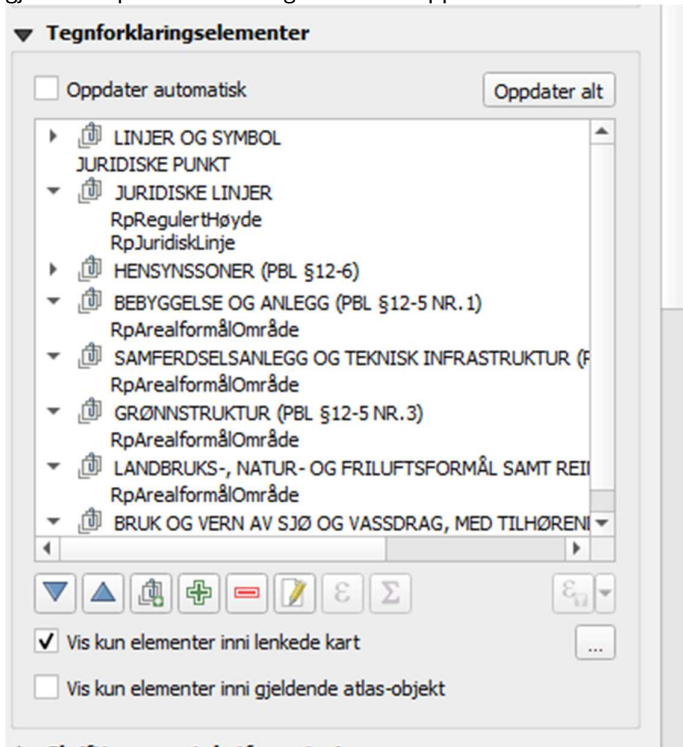 Tegnforklaringselementer
Oppdater automatisk
Oppdater alt
LINJER OG SYMBOL
JURIDISKE PUNKT
JURIDISKE LINJER
RpRegulertHøyde
RpJuridiskLinje
HENSYNSSONER (PBL §12-6)
BEBYGGELSE OG ANLEGG (PBL §12-5 NR. 1)
RpArealformålOmråde
SAMFERDSELSANLEGG OG TEKNISK INFRASTRUKTUR (
RpArealformålOmråde
GRØNNSTRUKTUR (PBL §12-5 NR.3)
RpArealformålOmråde
LANDBRUKS-, NATUR- OG FRILUFTSFORMÅL SAMT
RpArealformålOmråde
BRUK OG VERN AV SJØ OG VASSDRAG, MED
ε Σ ε
Vis kun elementer inni lenkede kart
...
Vis kun elementer inni gjeldende atlas-objekt